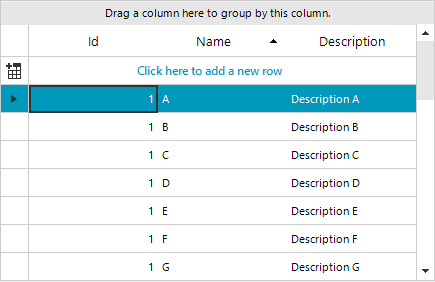 Drag a column here to group by this column.
Id Name Description
Click here to add a new row
1 A Description A
1 B Description B
1 C Description C
1 D Description D
1 E Description E
1 F Description F
1 G Description G